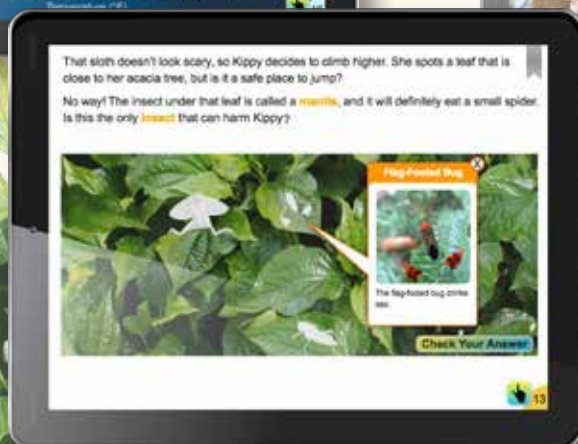 Temperature (°F)
That sloth doesn't look scary, so Kippy decides to climb higher. She spots a leaf that is
close to her acacia tree, but is it a safe place to jump?
No way! The insect under that leaf is called a mantis, and it will definitely eat a small spider.
Is this the only insect that can harm Kippy?
Flag-Footed Bug
X
The flag-footed bug drinks
sap.
Check Your Answer
13